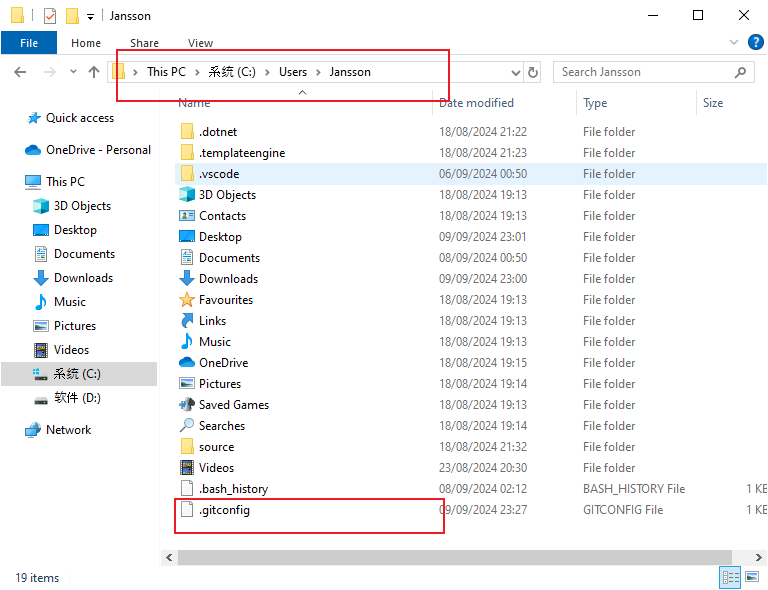 Jansson
File Home Share View
This PC 系统 (C:) Users Jansson
Search Jansson
Name Date modified Type Size
Quick access
OneDrive - Personal
This PC
3D Objects
Desktop
Documents
Downloads
Music
Pictures
Videos
系统 (C:)
软件 (D:)
Network
.dotnet 18/08/2024 21:22 File folder
.templateengine 18/08/2024 21:23 File folder
.vscode 06/09/2024 00:50 File folder
3D Objects 18/08/2024 19:13 File folder
Contacts 18/08/2024 19:13 File folder
Desktop 09/09/2024 23:01 File folder
Documents 08/09/2024 00:50 File folder
Downloads 09/09/2024 23:00 File folder
Favourites 18/08/2024 19:13 File folder
Links 18/08/2024 19:13 File folder
Music 18/08/2024 19:13 File folder
OneDrive 18/08/2024 19:15 File folder
Pictures 18/08/2024 19:14 File folder
Saved Games 18/08/2024 19:13 File folder
Searches 18/08/2024 19:14 File folder
source 18/08/2024 21:32 File folder
Videos 23/08/2024 20:30 File folder
.bash_history 08/09/2024 02:12 BASH_HISTORY File 1 KB
.gitconfig 09/09/2024 23:27 GITCONFIG File 1 KB
19 items